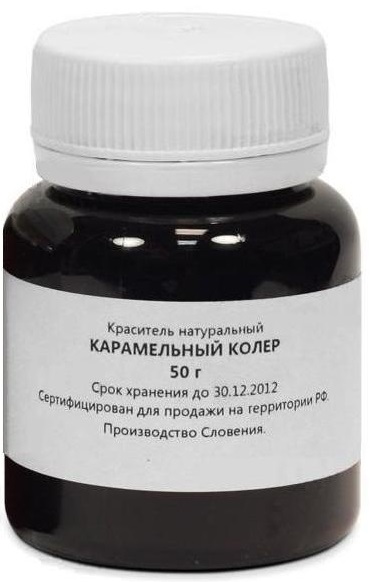 Краситель натуральный
КАРАМЕЛЬНЫЙ КОЛЕР
50 г
Срок хранения до 30.12.2012
Сертифицирован для продажи на территории РФ.
Производство Словения.